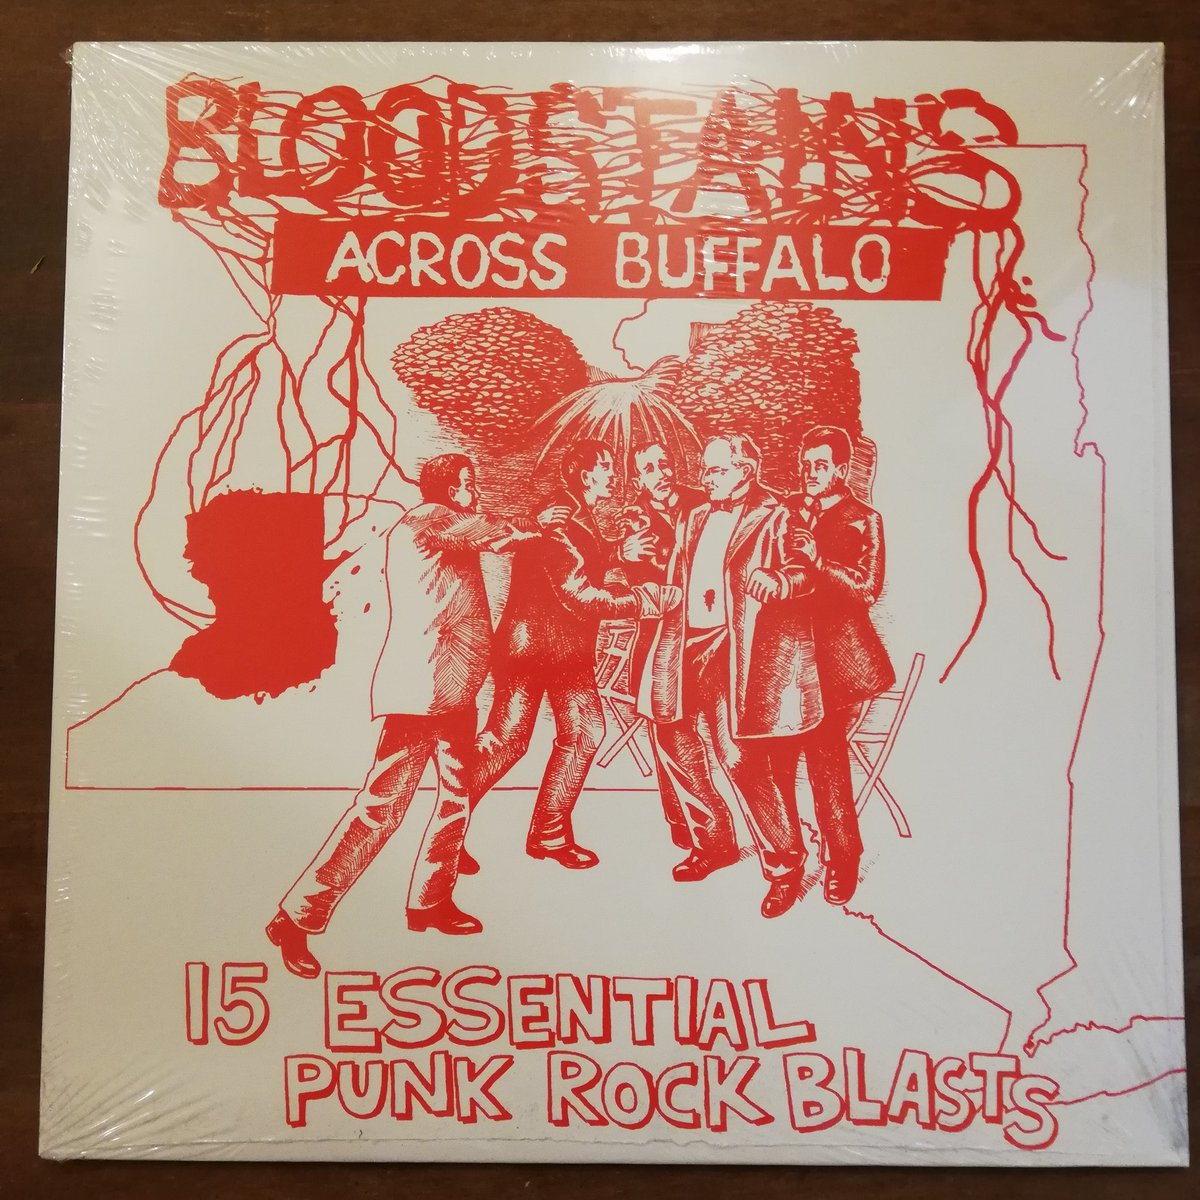 BLOODSTAINS
ACROSS BUFFALO
15 ESSENTIAL
PUNK ROCK BLASTS